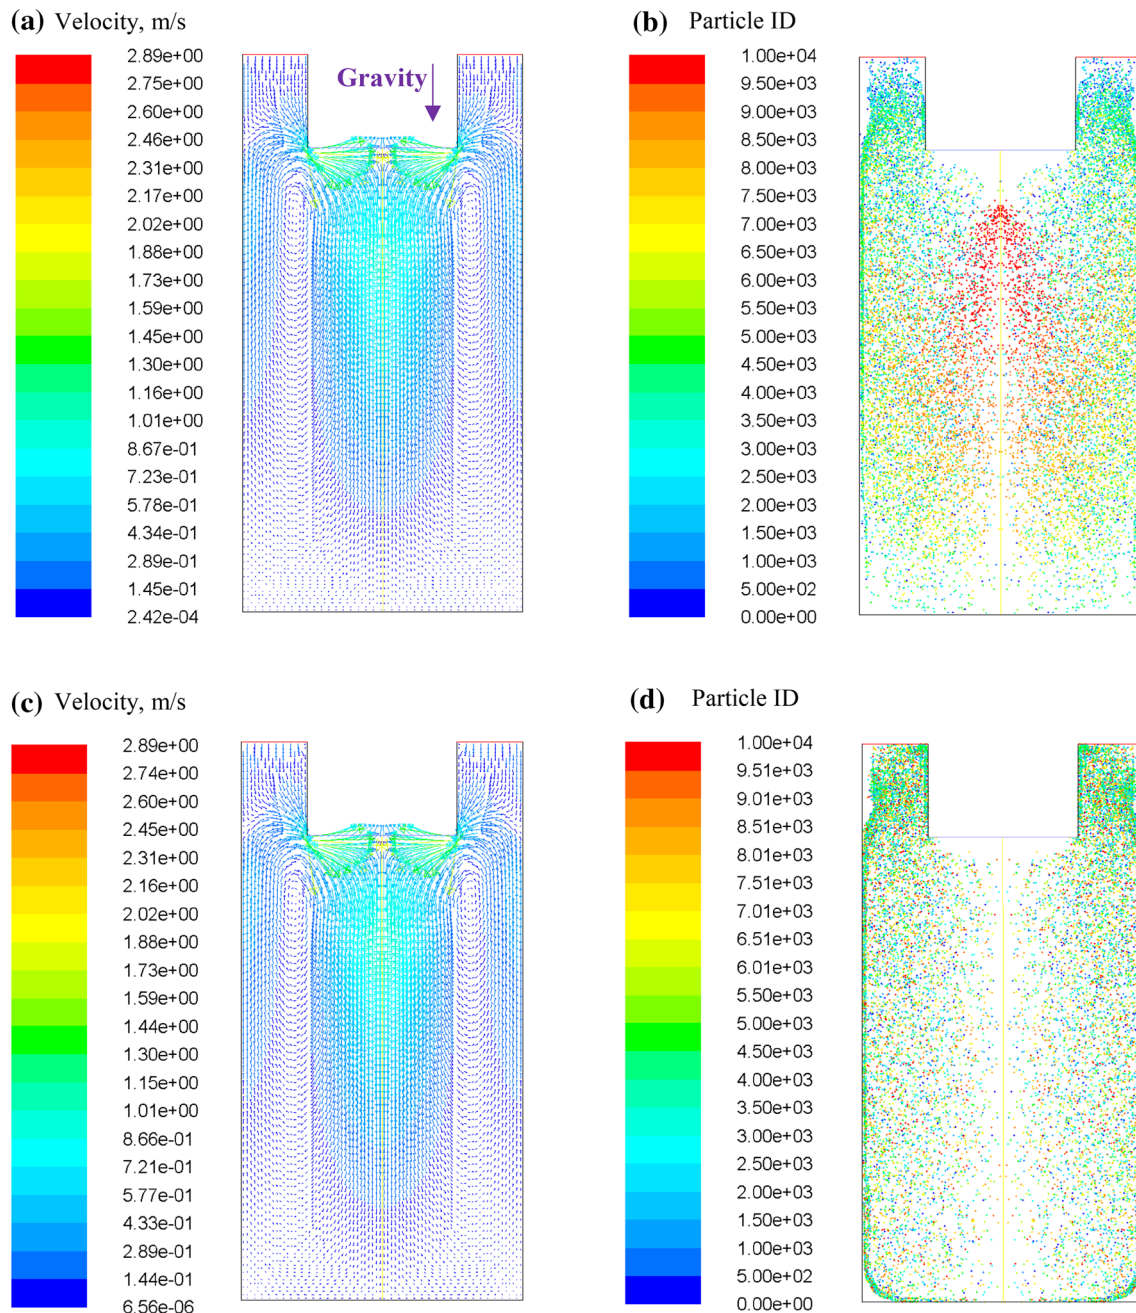 (a) Velocity, m/s
2.89e+00
2.75e+00
2.60e+00
2.46e+00
2.31e+00
2.17e+00
2.02e+00
1.88e+00
1.73e+00
1.59e+00
1.45e+00
1.30e+00
1.16e+00
1.01e+00
8.67e-01
7.23e-01
5.78e-01
4.34e-01
2.89e-01
1.45e-01
2.42e-04
Gravity
(b) Particle ID
1.00e+04
9.50e+03
9.00e+03
8.50e+03
8.00e+03
7.50e+03
7.00e+03
6.50e+03
6.00e+03
5.50e+03
5.00e+03
4.50e+03
4.00e+03
3.50e+03
3.00e+03
2.50e+03
2.00e+03
1.50e+03
1.00e+03
5.00e+02
0.00e+00
(c) Velocity, m/s
2.89e+00
2.74e+00
2.60e+00
2.45e+00
2.31e+00
2.16e+00
2.02e+00
1.88e+00
1.73e+00
1.59e+00
1.44e+00
1.30e+00
1.15e+00
1.01e+00
8.66e-01
7.21e-01
5.77e-01
4.33e-01
2.89e-01
1.44e-01
6.56e-06
(d) Particle ID
1.00e+04
9.51e+03
9.01e+03
8.51e+03
8.01e+03
7.51e+03
7.01e+03
6.51e+03
6.01e+03
5.50e+03
5.00e+03
4.50e+03
4.00e+03
3.50e+03
3.00e+03
2.50e+03
2.00e+03
1.50e+03
1.00e+03
5.00e+02
0.00e+00